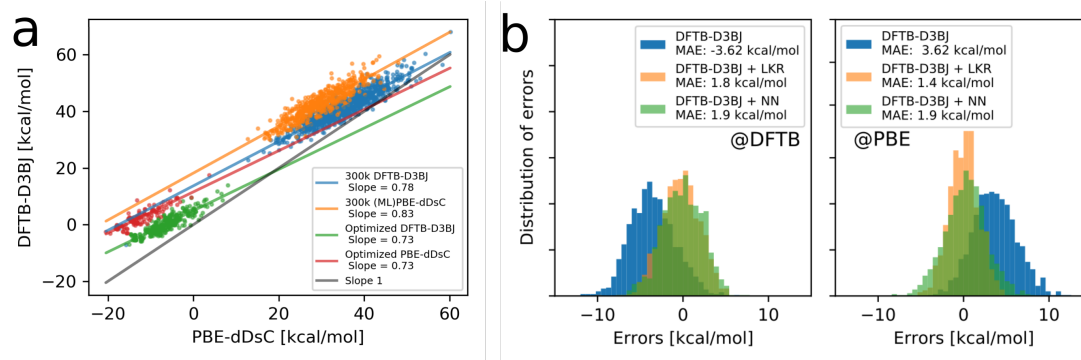 a
DFTB-D3BJ [kcal/mol]
60
40
20
0
−20
−20
0
20
40
60
PBE-dDsC [kcal/mol]
300k DFTB-D3BJ
Slope = 0.78
300k (ML)PBE-dDsC
Slope = 0.83
Optimized DFTB-D3BJ
Slope = 0.73
Optimized PBE-dDsC
Slope = 0.73
Slope 1
b
Distribution of errors
DFTB-D3BJ
MAE: -3.62 kcal/mol
DFTB-D3BJ + LKR
MAE: 1.8 kcal/mol
DFTB-D3BJ + NN
MAE: 1.9 kcal/mol
@DFTB
−10
0
10
Errors [kcal/mol]
DFTB-D3BJ
MAE: 3.62 kcal/mol
DFTB-D3BJ + LKR
MAE: 1.4 kcal/mol
DFTB-D3BJ + NN
MAE: 1.9 kcal/mol
@PBE
−10
0
10
Errors [kcal/mol]